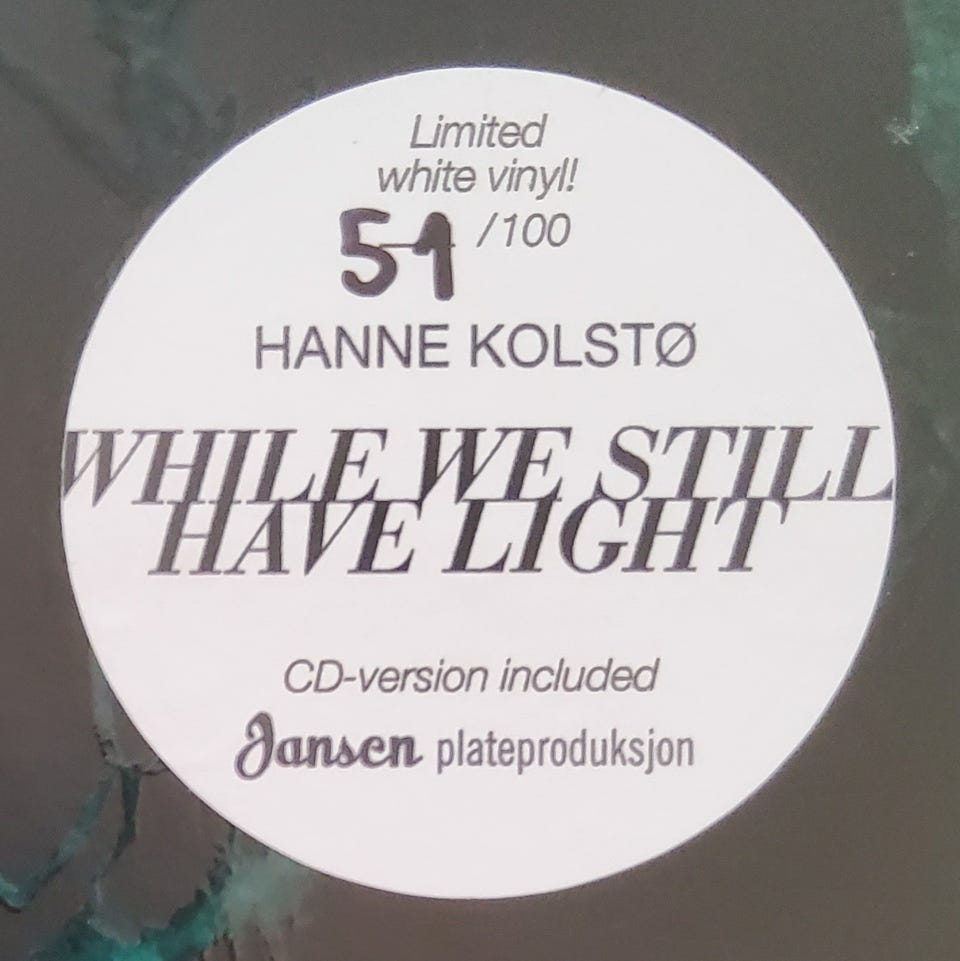 Limited
white vinyl!
51 /100
HANNE KOLSTØ
WHILE WE STILL
HAVE LIGHT
CD-version included
Jansen plateproduksjon